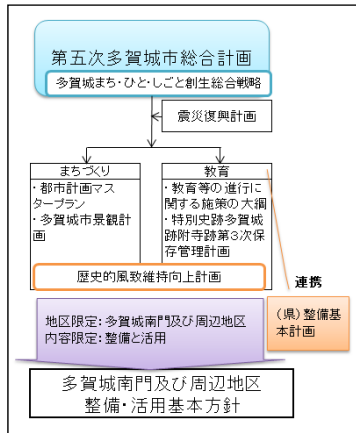 第五次多賀城市総合計画
多賀城まち・ひと・しごと創生総合戦略
震災復興計画
まちづくり
・都市計画マス
タープラン
・多賀城市景観計
画
教育
・教育等の進行に
関する施策の大綱
・特別史跡多賀城
跡附寺跡第3次保
存管理計画
歴史的風致維持向上計画
連携
（県）整備基
本計画
地区限定：多賀城南門及び周辺地区
内容限定：整備と活用
多賀城南門及び周辺地区
整備・活用基本方針